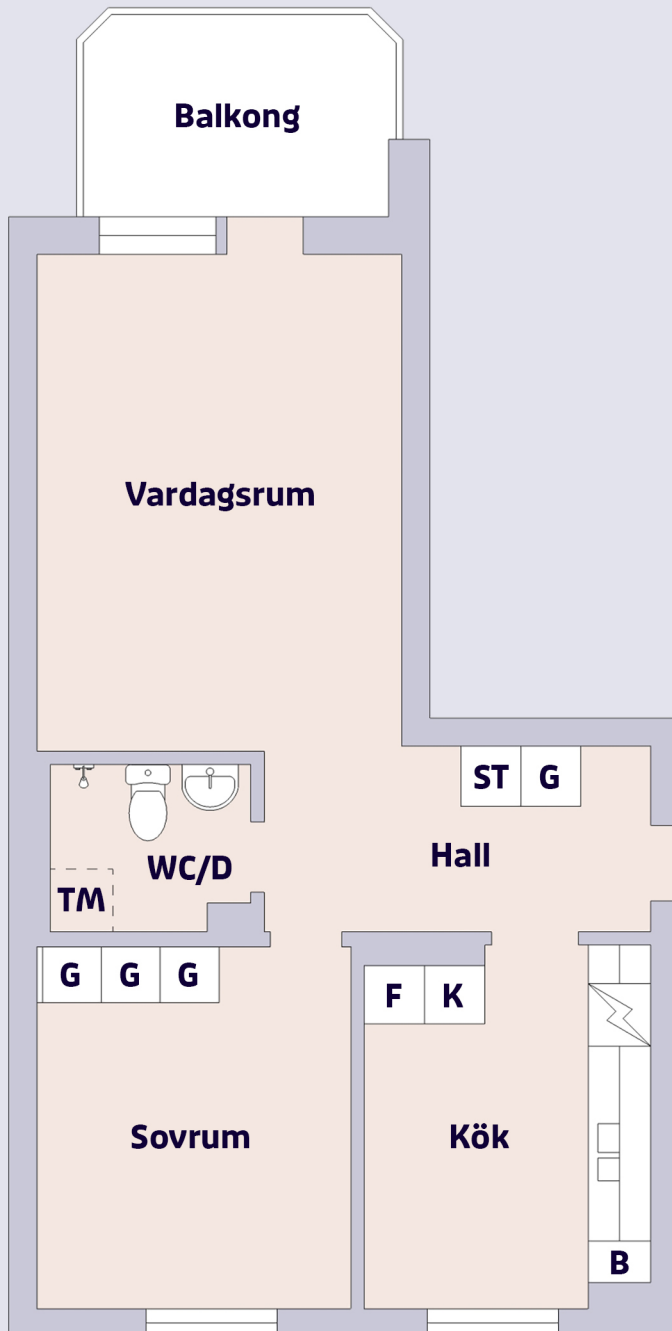 Balkong
Vardagsrum
ST G
Hall
WC/D
TM
G G G
F K
Sovrum
Kök
B